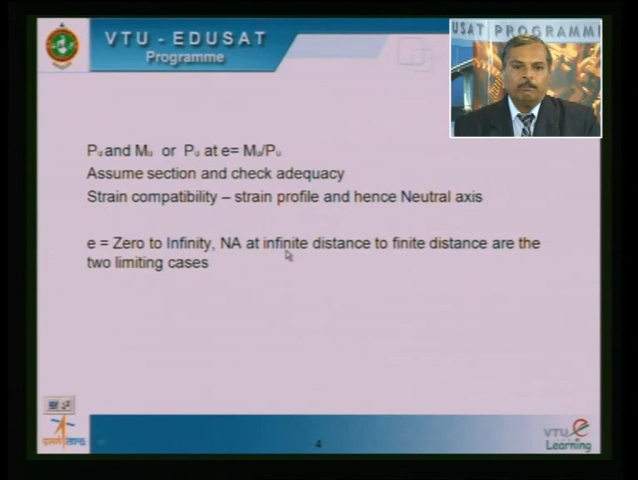 VTU - EDUSAT
Programme
USAT PROGRAMM
Pu and Mu or Pu at e= Mu/Pu
Assume section and check adequacy
Strain compatibility – strain profile and hence Neutral axis
e = Zero to Infinity, NA at infinite distance to finite distance are the
two limiting cases
4
VTU e
Learning